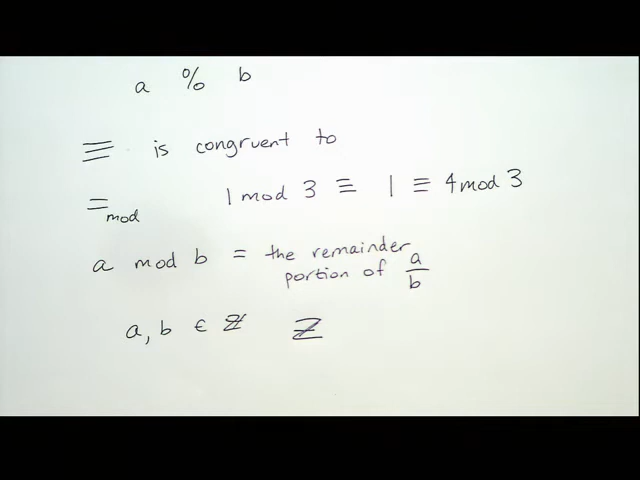 a % b
≡ is congruent to
=mod 1 mod 3 ≡ 1 ≡ 4 mod 3
a mod b = the remainder
portion of a/b
a, b ∈ ℤ ℤ